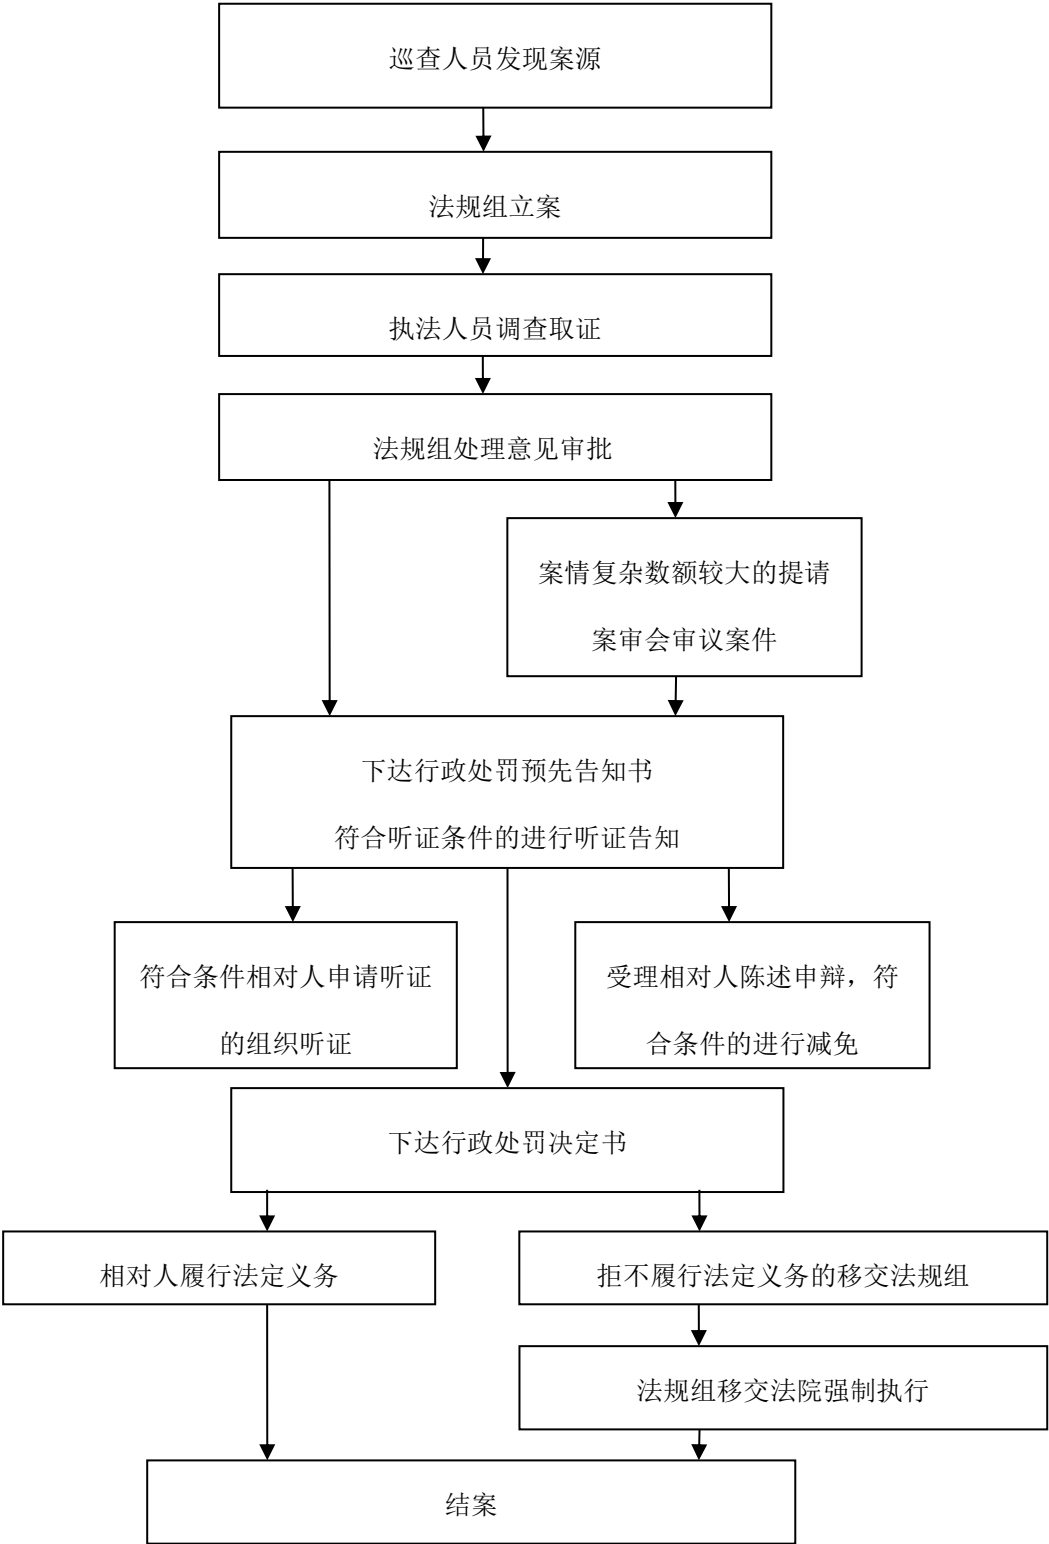 巡查人员发现案源
法规组立案
执法人员调查取证
法规组处理意见审批
案情复杂数额较大的提请
案审会审议案件
下达行政处罚预先告知书
符合听证条件的进行听证告知
符合条件相对人申请听证
的组织听证
受理相对人陈述申辩，符
合条件的进行减免
下达行政处罚决定书
相对人履行法定义务
拒不履行法定义务的移交法规组
法规组移交法院强制执行
结案